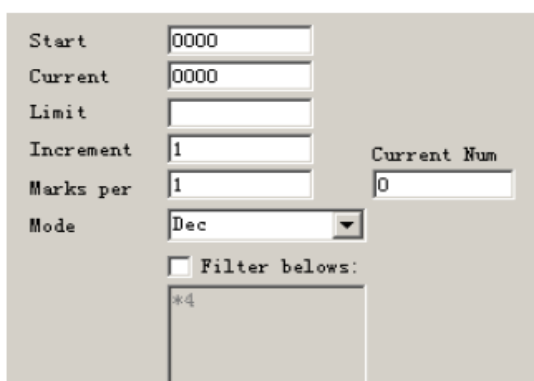 Start 0000
Current 0000
Limit
Increment 1
Current Num
Marks per 1 0
Mode Dec
Filter belows:
*4